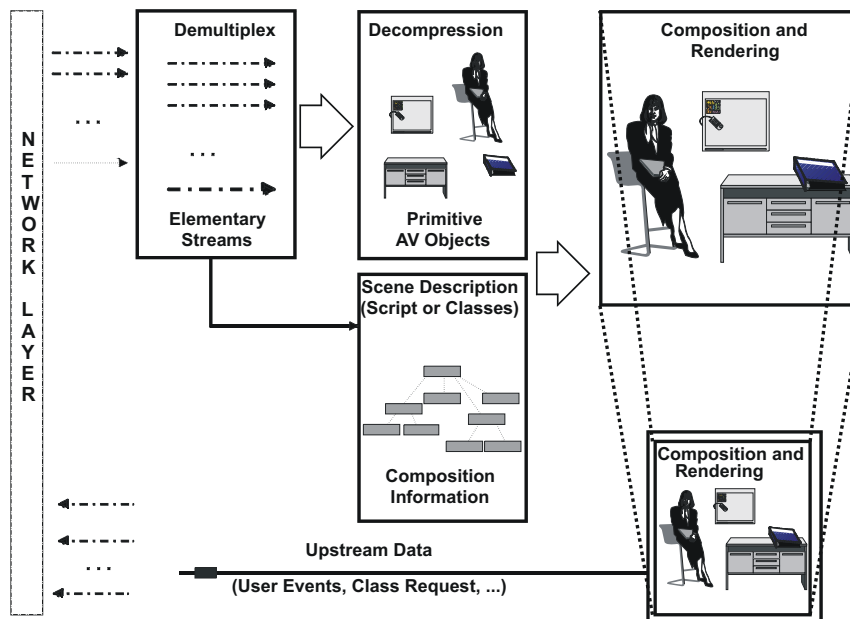 NETWORK LAYER
Demultiplex
...
Elementary
Streams
Decompression
Primitive
AV Objects
Scene Description
(Script or Classes)
Composition
Information
Composition and
Rendering
Composition and
Rendering
...
...
Upstream Data
(User Events, Class Request, ...)